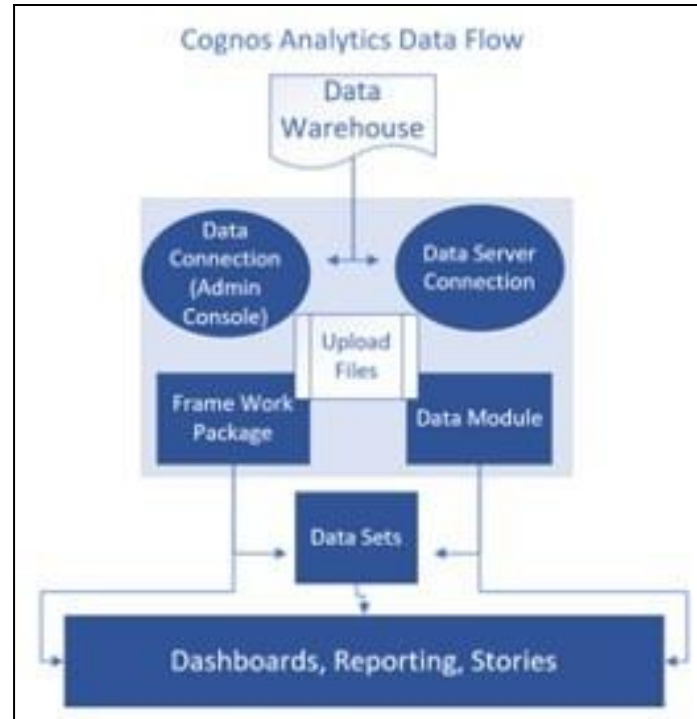 Cognos Analytics Data Flow
Data
Warehouse
Data
Connection
(Admin
Console)
Data Server
Connection
Upload
Files
Frame Work
Package
Data Module
Data Sets
Dashboards, Reporting, Stories